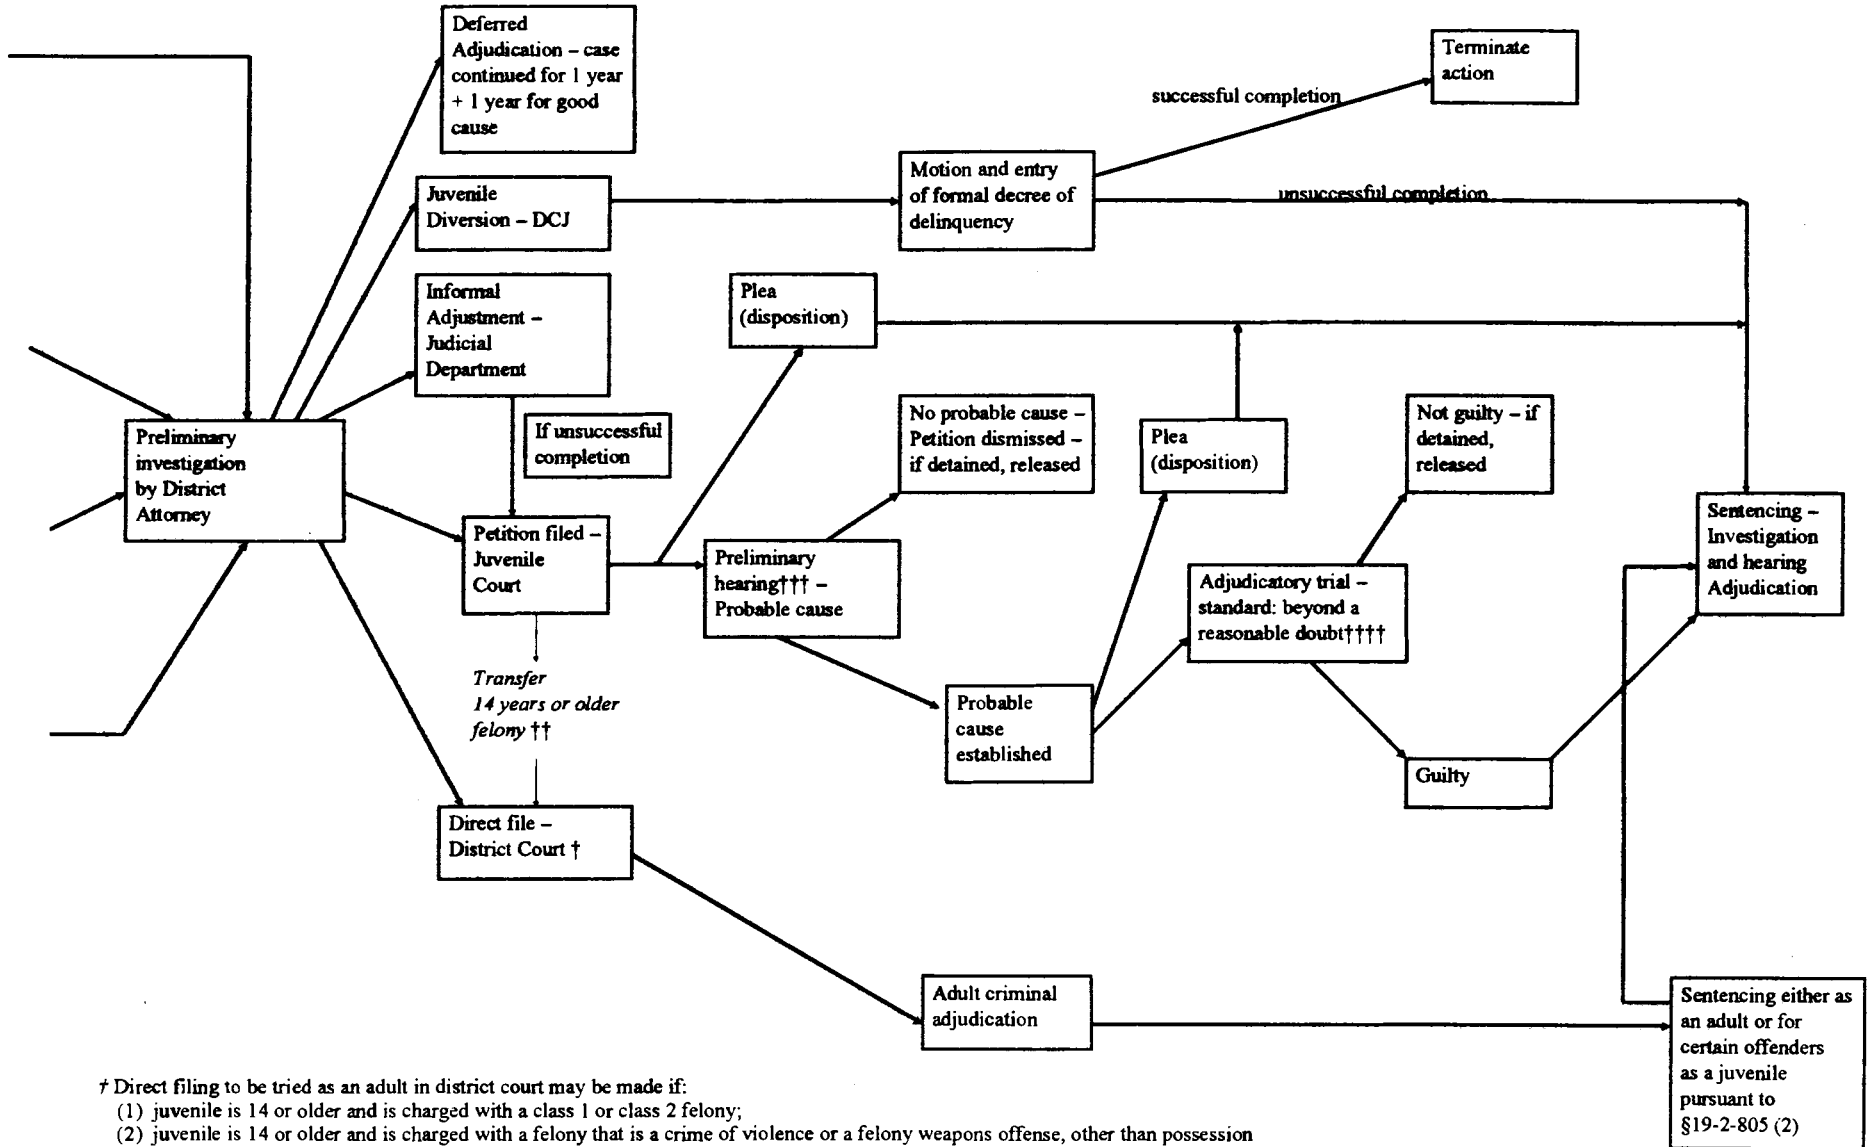 Deferred
Adjudication – case
continued for 1 year
+ 1 year for good
cause
Terminate
action
successful completion
Juvenile
Diversion – DCJ
Motion and entry
of formal decree of
delinquency
unsuccessful completion
Informal
Adjustment –
Judicial
Department
Plea
(disposition)
If unsuccessful
completion
No probable cause –
Petition dismissed –
if detained, released
Plea
(disposition)
Not guilty – if
detained,
released
Preliminary
investigation
by District
Attorney
Petition filed –
Juvenile
Court
Preliminary
hearing††† –
Probable cause
Adjudicatory trial –
standard: beyond a
reasonable doubt††††
Sentencing –
Investigation
and hearing
Adjudication
Transfer
14 years or older
felony ††
Probable
cause
established
Guilty
Direct file –
District Court †
Adult criminal
adjudication
Sentencing either as
an adult or for
certain offenders
as a juvenile
pursuant to
§19-2-805 (2)
† Direct filing to be tried as an adult in district court may be made if:
(1) juvenile is 14 or older and is charged with a class 1 or class 2 felony;
(2) juvenile is 14 or older and is charged with a felony that is a crime of violence or a felony weapons offense, other than possession